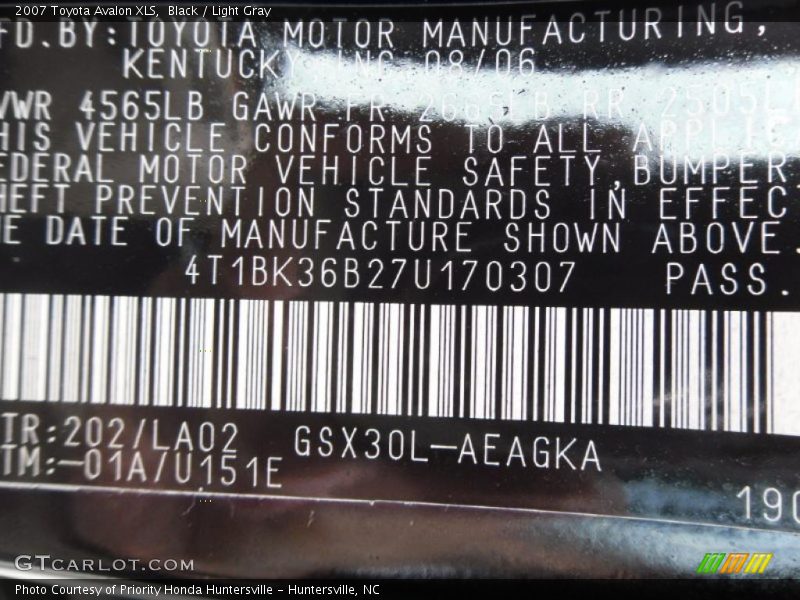 2007 Toyota Avalon XLS, Black / Light Gray
FD.BY:TOYOTA MOTOR MANUFACTURING,
KENTUCKY,INC 08/06
VWR 4565LB GAWR FR 2665LB RR 2505L
HIS VEHICLE CONFORMS TO ALL APPLIC
EDERAL MOTOR VEHICLE SAFETY,BUMPER
HEFT PREVENTION STANDARDS IN EFFECT
HE DATE OF MANUFACTURE SHOWN ABOVE.
4T1BK36B27U170307 PASS.
TR:202/LA02 GSX30L-AEAGKA
TM:-01A/U151E
190
GTCARLOT.COM
Photo Courtesy of Priority Honda Huntersville - Huntersville, NC